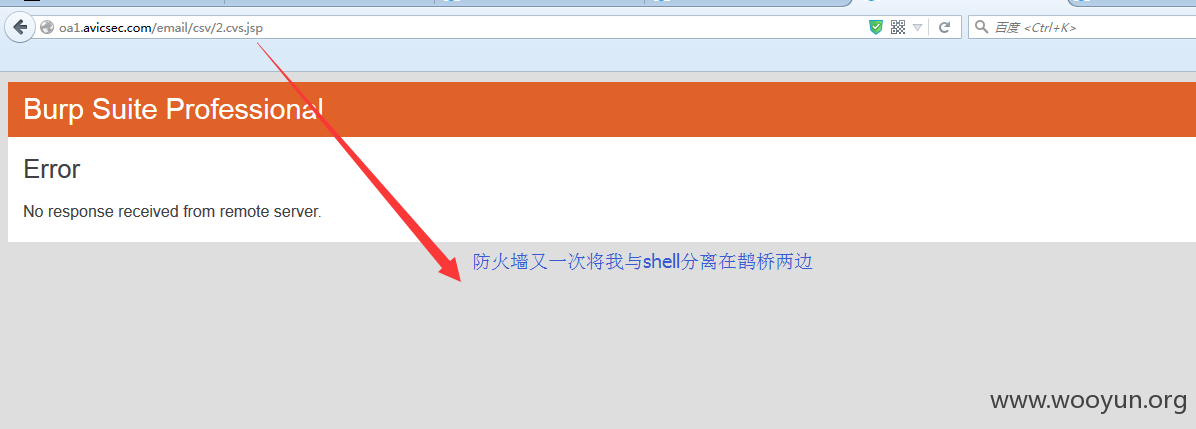 oa1.avicsec.com/email/csv/2.cvs.jsp
百度 <Ctrl+K>
Burp Suite Professional
Error
No response received from remote server.
防火墙又一次将我与shell分离在鹊桥两边
www.wooyun.org